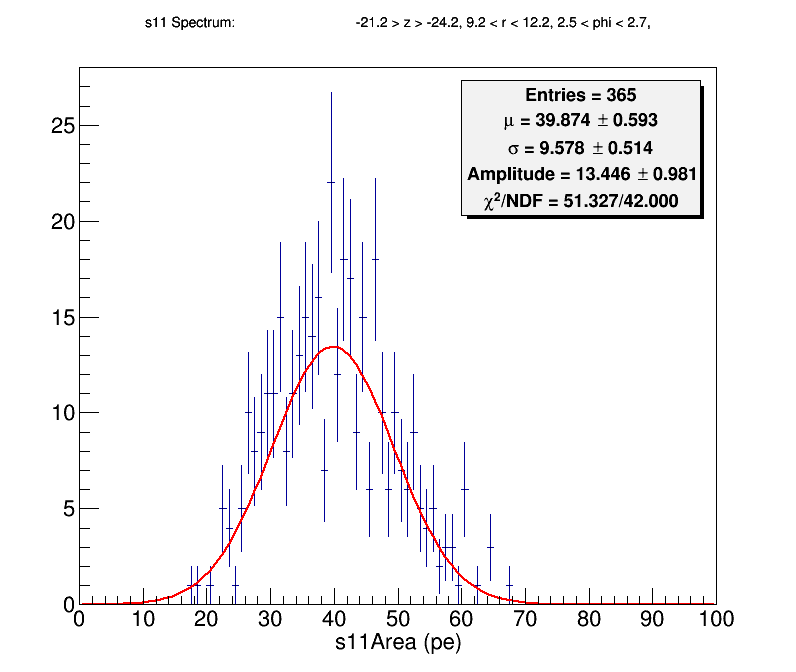 s11 Spectrum: -21.2 > z > -24.2, 9.2 < r < 12.2, 2.5 < phi < 2.7,
Entries = 365
μ = 39.874 ± 0.593
σ = 9.578 ± 0.514
Amplitude = 13.446 ± 0.981
χ²/NDF = 51.327/42.000
25
20
15
10
5
0
0 10 20 30 40 50 60 70 80 90 100
s11Area (pe)